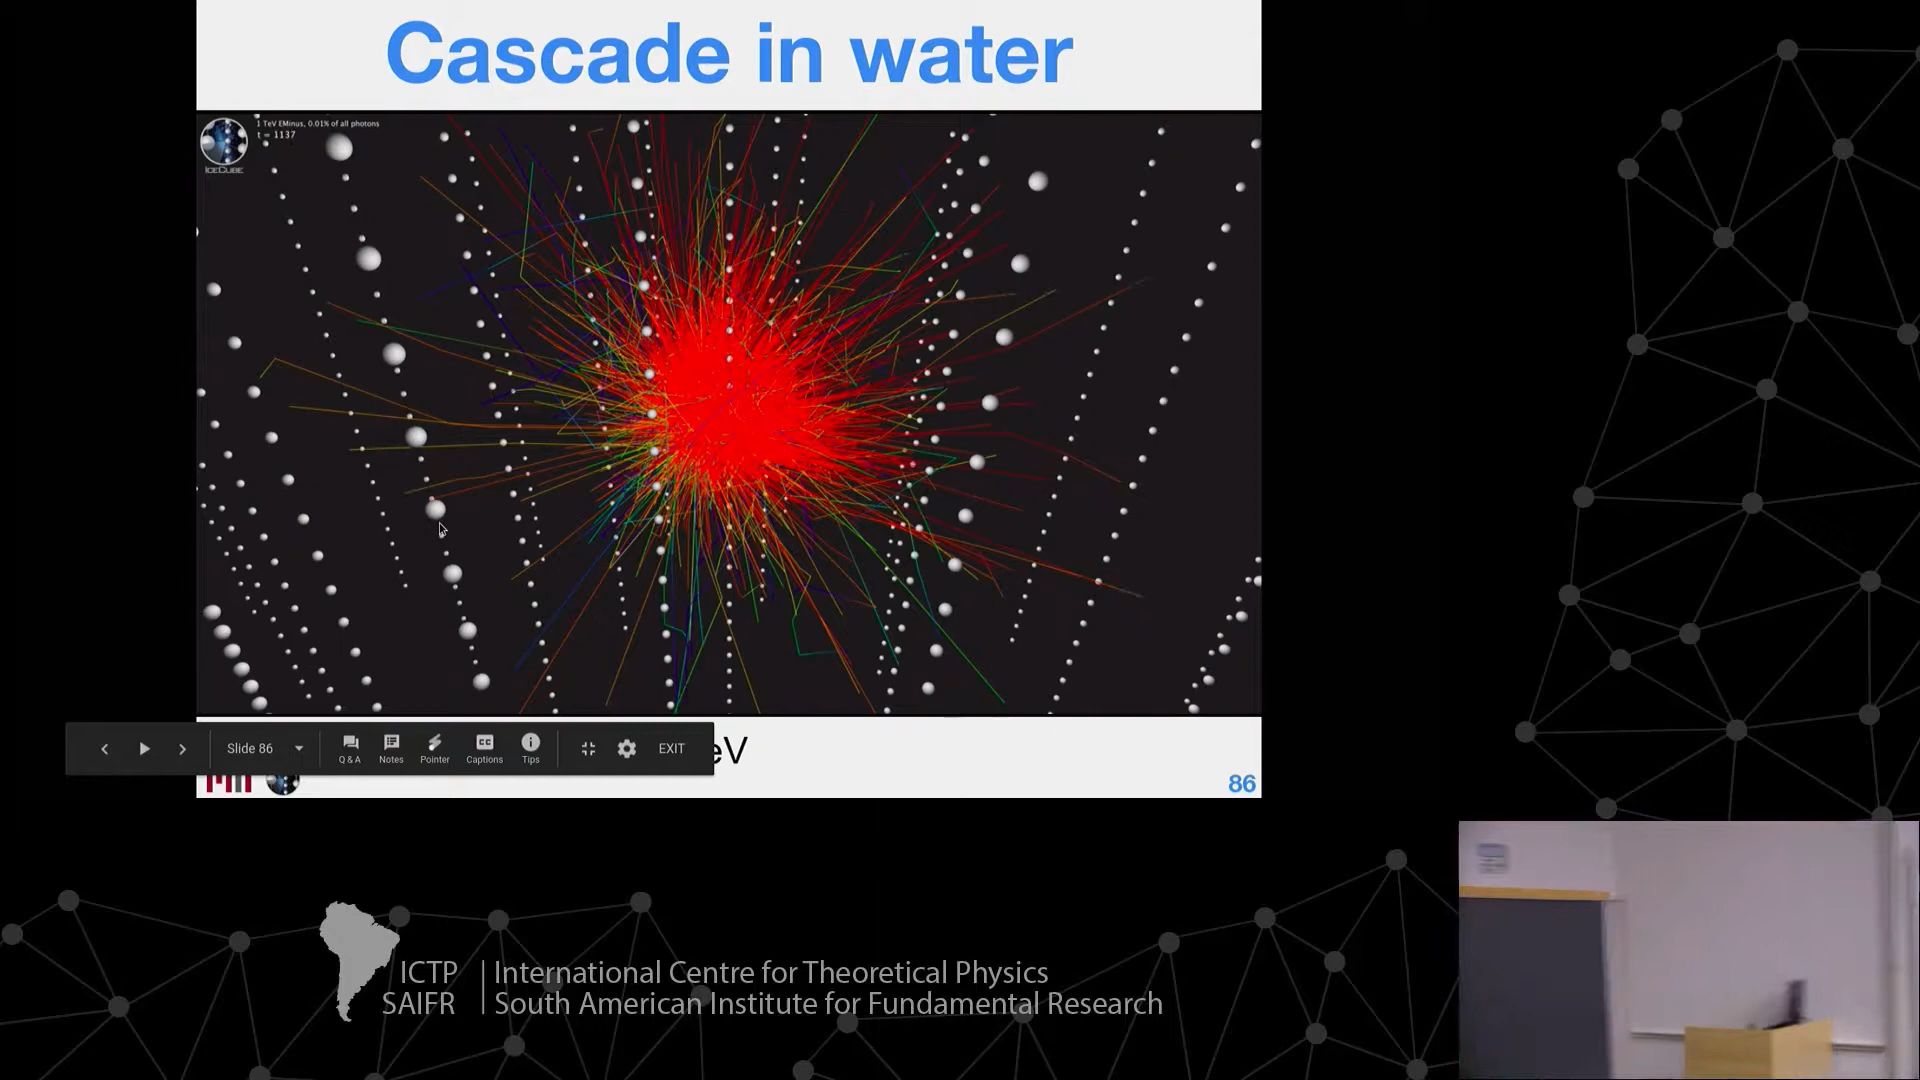 Cascade in water
1 TeV EMinus, 0.01% of all photons
t = 1137
ICECUBE
Slide 86
Q & A
Notes
Pointer
Captions
Tips
EXIT
eV
86
ICTP
SAIFR
International Centre for Theoretical Physics
South American Institute for Fundamental Research